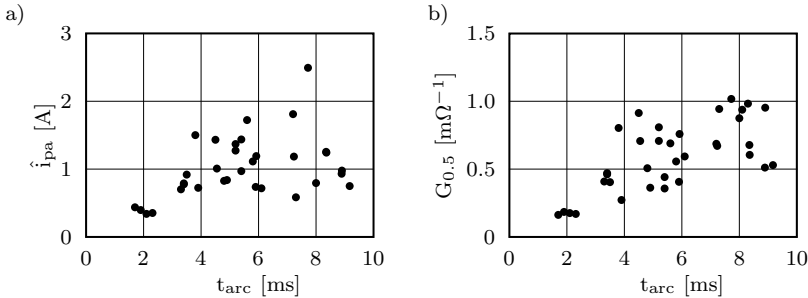 a)
3
2
1
0
î_pa [A]
0 2 4 6 8 10
t_arc [ms]
b)
1.5
1.0
0.5
0
G_0.5 [mΩ⁻¹]
0 2 4 6 8 10
t_arc [ms]